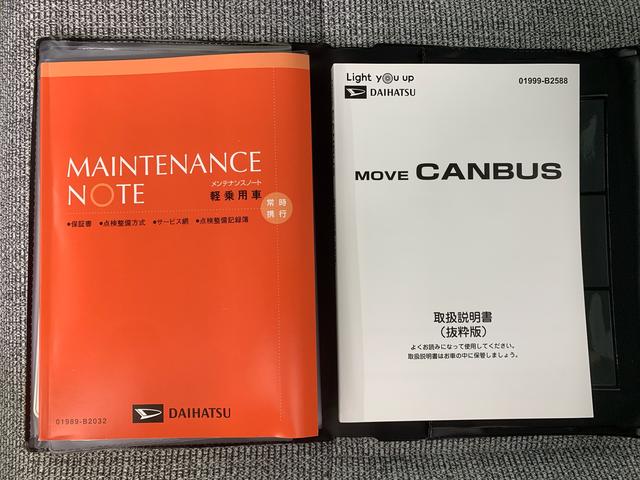 MAINTENANCE
NOTE
メンテナンスノート
軽乗用車
常時
携行
●保証書 ●点検整備方式 ●サービス網 ●点検整備記録簿
01989-B2032
DAIHATSU
Light you up
DAIHATSU
01999-B2588
MOVE CANBUS
取扱説明書
（抜粋版）
よくお読みになって使用してください。
取扱説明書はお車の中に保管しましょう。